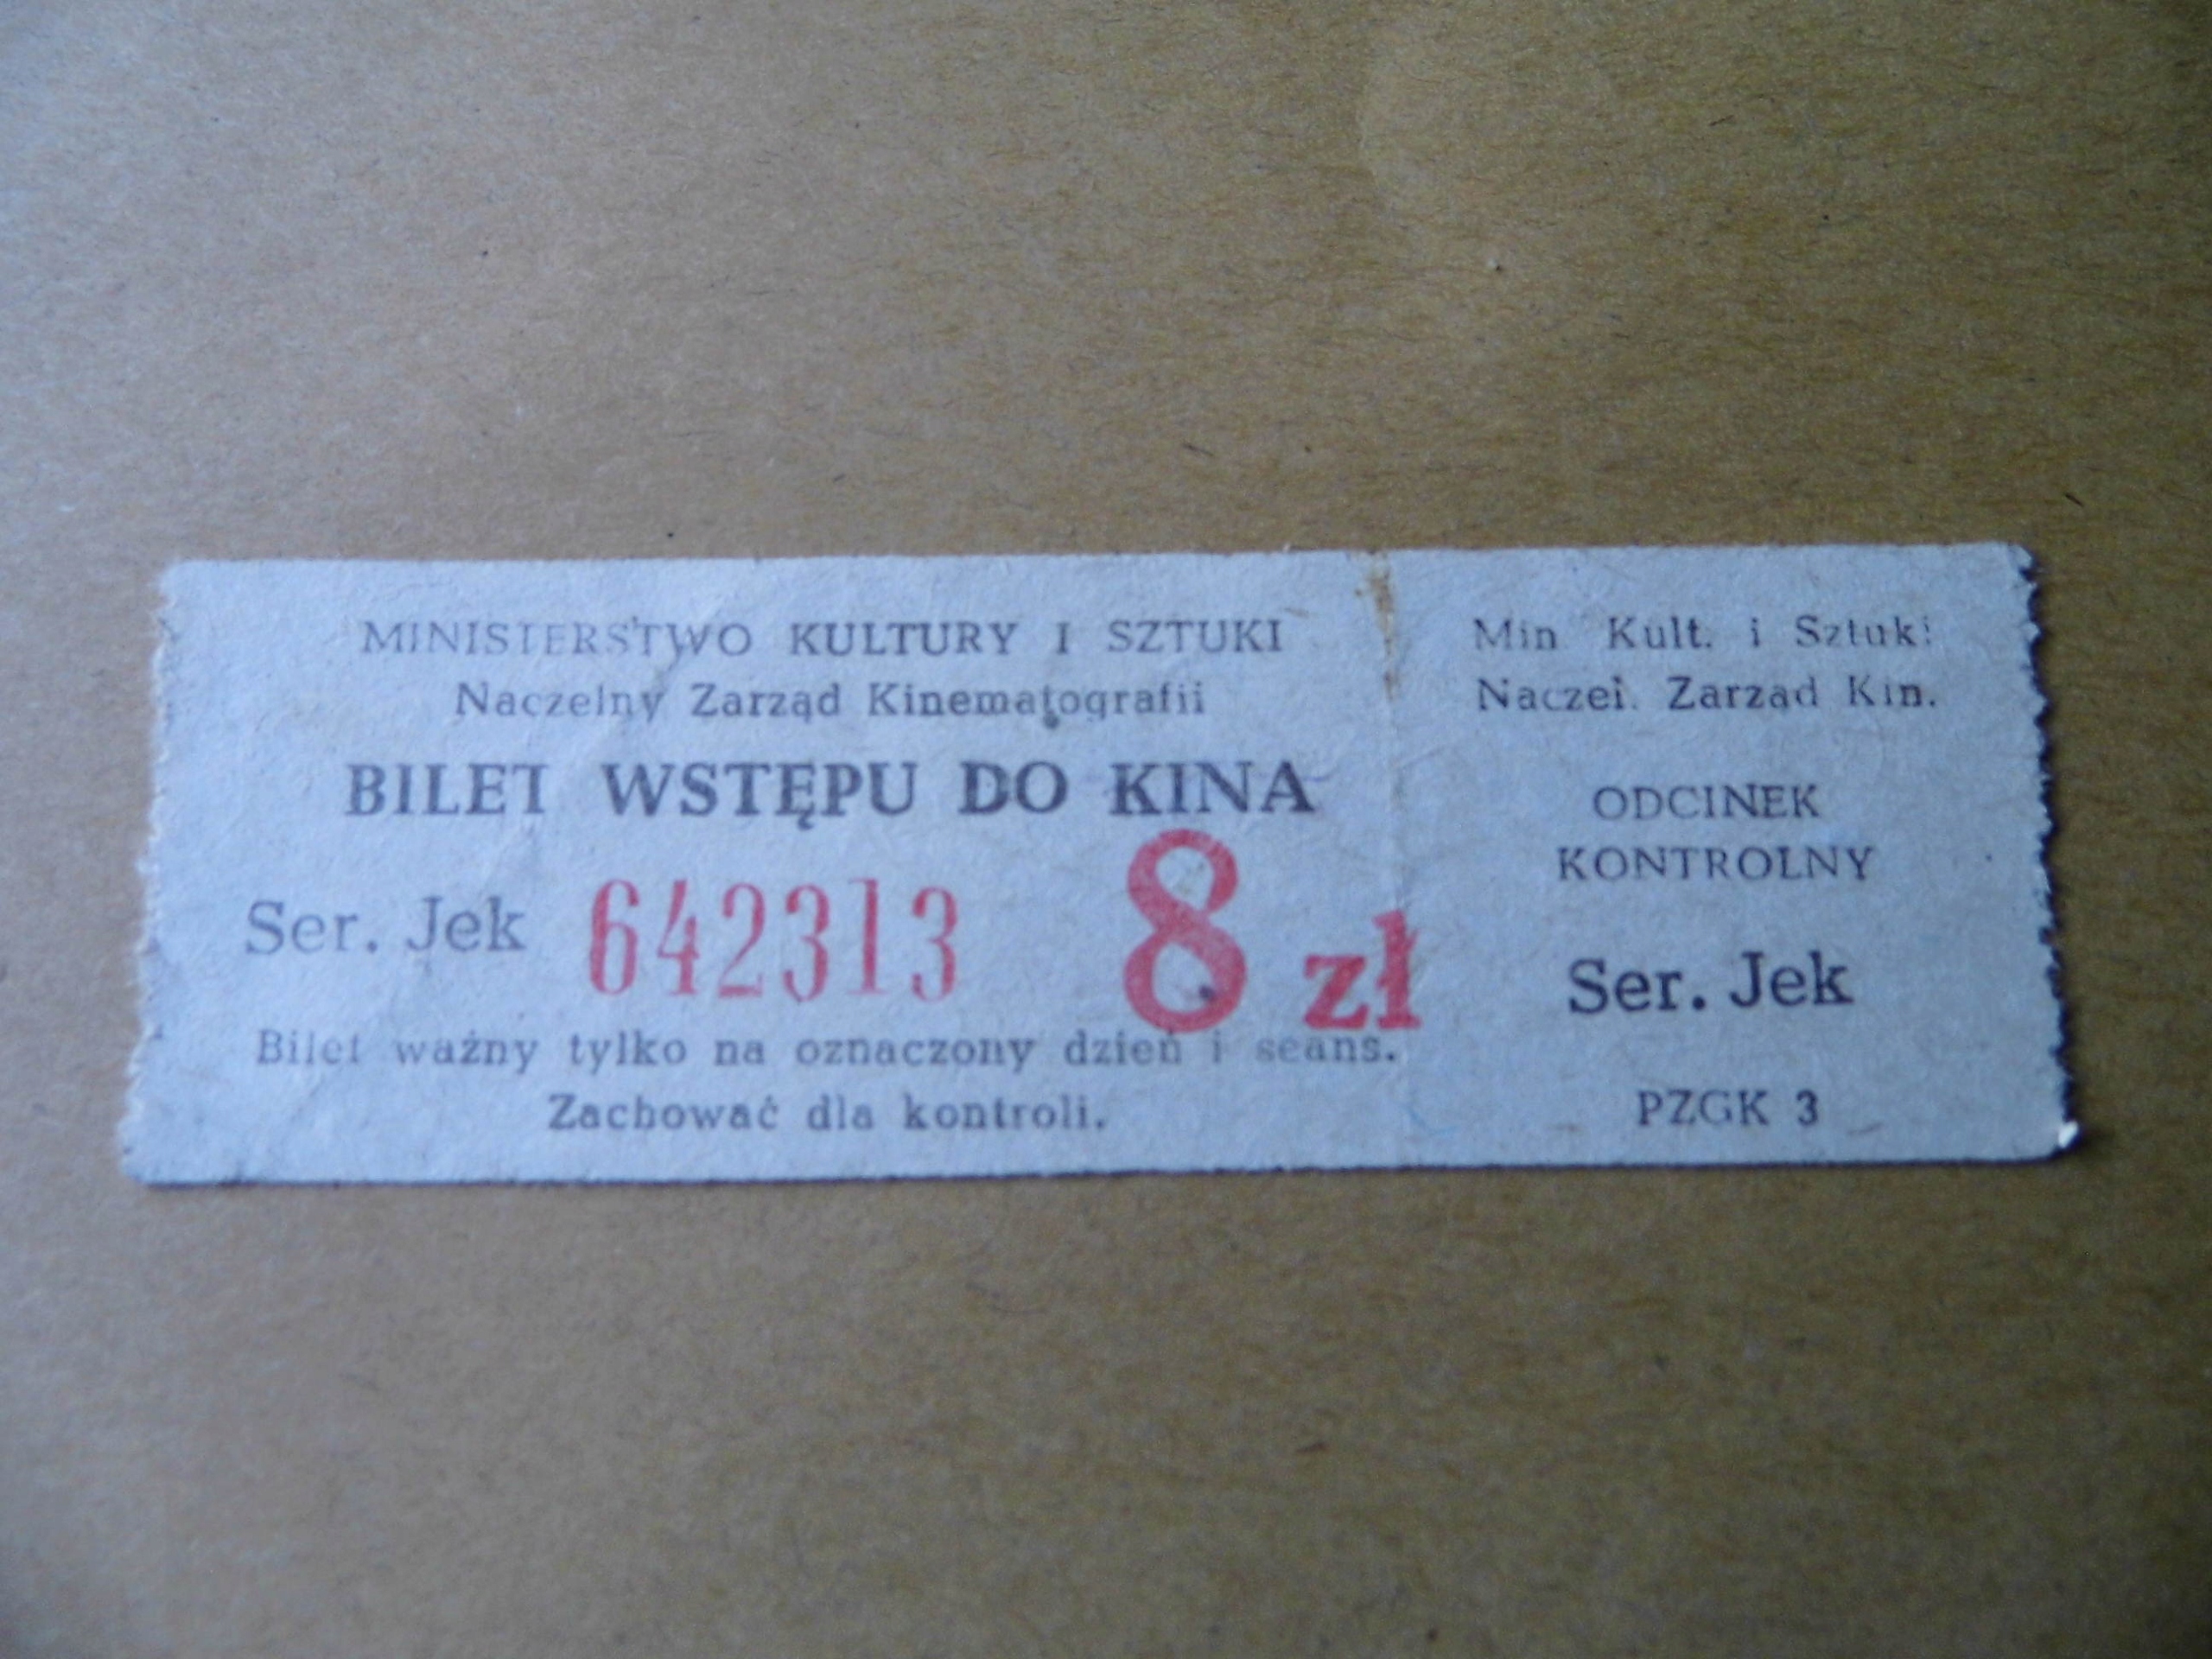 MINISTERSTWO KULTURY I SZTUKI
Naczelny Zarząd Kinematografii
BILET WSTĘPU DO KINA
Ser. Jek 642313 8 zł
Bilet ważny tylko na oznaczony dzień i seans.
Zachować dla kontroli.
Min Kult. i Sztuki
Naczel. Zarząd Kin.
ODCINEK
KONTROLNY
Ser. Jek
PZGK 3